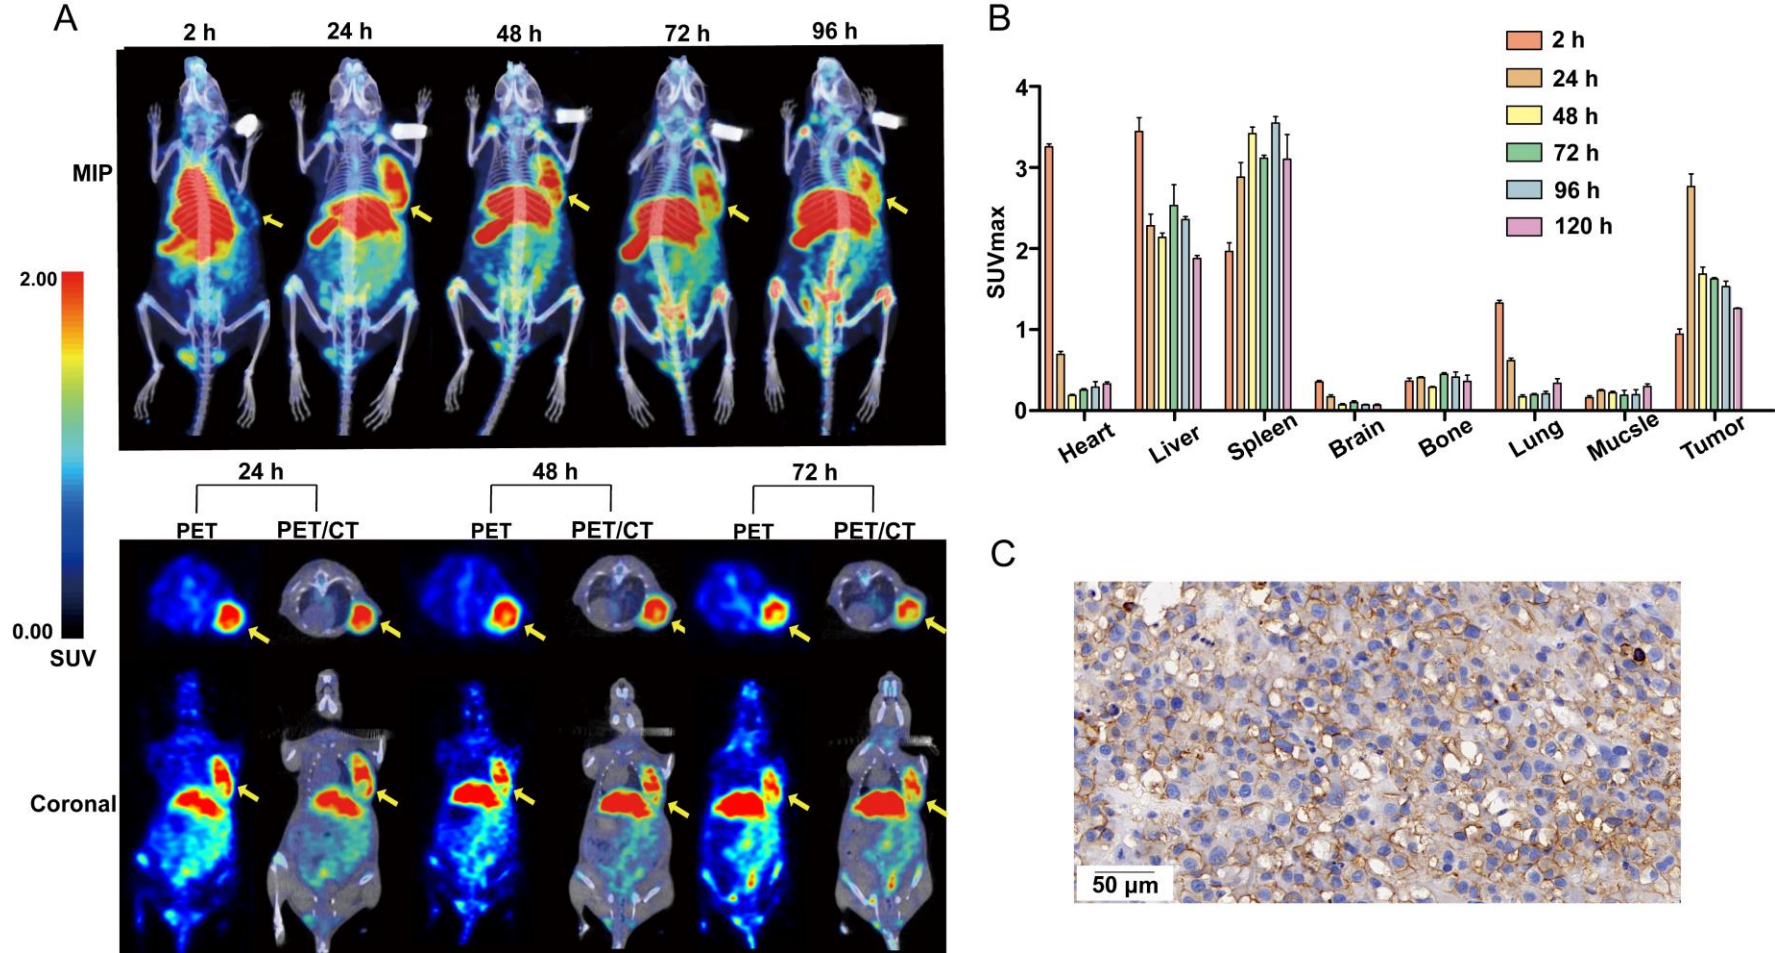 A
2 h 24 h 48 h 72 h 96 h
MIP
2.00
0.00
SUV
24 h 48 h 72 h
PET PET/CT PET PET/CT PET PET/CT
Coronal
B
2 h
24 h
48 h
72 h
96 h
120 h
SUVmax
4
3
2
1
0
Heart Liver Spleen Brain Bone Lung Mucsle Tumor
C
50 µm